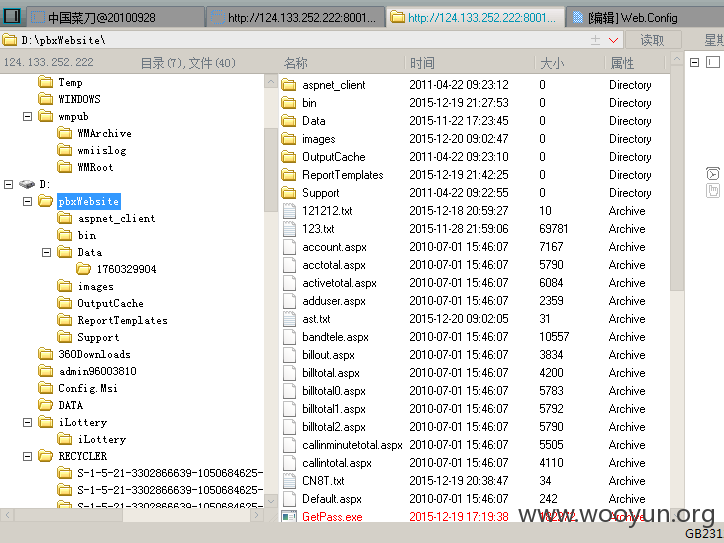 中国菜刀@20100928 http://124.133.252.222:8001... http://124.133.252.222:8001... [编辑] Web.Config
D:\pbxWebsite\ 读取
124.133.252.222 目录(7),文件(40) 名称 时间 大小 属性
Temp
WINDOWS
wmpub
WMArchive
wmiislog
WMRoot
D:
pbxWebsite
aspnet_client
bin
Data
1760329904
images
OutputCache
ReportTemplates
Support
360Downloads
admin96003810
Config.Msi
DATA
iLottery
iLottery
RECYCLER
S-1-5-21-3302866639-1050684625-
S-1-5-21-3302866639-1050684625-
aspnet_client 2011-04-22 09:23:12 0 Directory
bin 2015-12-19 21:27:53 0 Directory
Data 2015-11-22 17:23:45 0 Directory
images 2015-12-20 09:02:47 0 Directory
OutputCache 2011-04-22 09:23:10 0 Directory
ReportTemplates 2015-12-19 21:42:25 0 Directory
Support 2011-04-22 09:22:55 0 Directory
121212.txt 2015-12-18 20:59:27 10 Archive
123.txt 2015-11-28 21:59:06 69781 Archive
account.aspx 2010-07-01 15:46:07 7167 Archive
acctotal.aspx 2010-07-01 15:46:07 5790 Archive
activetotal.aspx 2010-07-01 15:46:07 6084 Archive
adduser.aspx 2010-07-01 15:46:07 2359 Archive
ast.txt 2015-12-20 09:02:05 31 Archive
bandtele.aspx 2010-07-01 15:46:07 10557 Archive
billout.aspx 2010-07-01 15:46:07 3834 Archive
billtotal.aspx 2010-07-01 15:46:07 4200 Archive
billtotal0.aspx 2010-07-01 15:46:07 5783 Archive
billtotal1.aspx 2010-07-01 15:46:07 5792 Archive
billtotal2.aspx 2010-07-01 15:46:07 5790 Archive
callinminutetotal.aspx 2010-07-01 15:46:07 5505 Archive
callintotal.aspx 2010-07-01 15:46:07 4110 Archive
CN8T.txt 2015-12-19 20:38:47 34 Archive
Default.aspx 2010-07-01 15:46:07 242 Archive
GetPass.exe 2015-12-19 17:19:38 Archive
www.wooyun.org
GB231